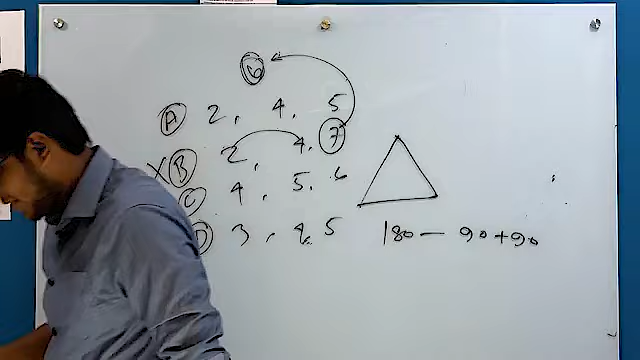 6
A 2, 4, 5
X B 2, 4, 7
C 4, 5, 6
D 3, 4, 5
180 - 90 + 90